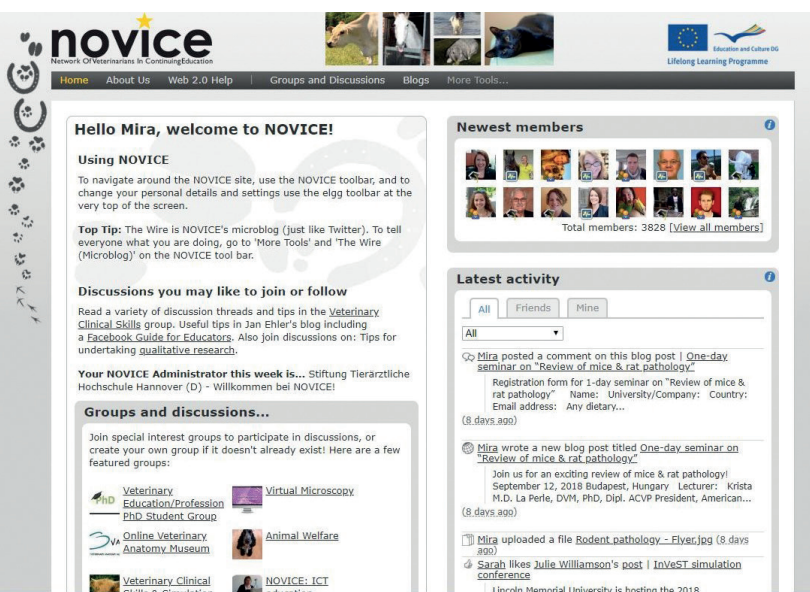 novice
Network Of Veterinarians In ContinuingEducation
Education and Culture DG
Lifelong Learning Programme
Home About Us Web 2.0 Help | Groups and Discussions Blogs More Tools...
Hello Mira, welcome to NOVICE!
Using NOVICE
To navigate around the NOVICE site, use the NOVICE toolbar, and to
change your personal details and settings use the elgg toolbar at the
very top of the screen.
Top Tip: The Wire is NOVICE's microblog (just like Twitter). To tell
everyone what you are doing, go to 'More Tools' and 'The Wire
(Microblog)' on the NOVICE tool bar.
Discussions you may like to join or follow
Read a variety of discussion threads and tips in the Veterinary
Clinical Skills group. Useful tips in Jan Ehler's blog including
a Facebook Guide for Educators. Also join discussions on: Tips for
undertaking qualitative research.
Your NOVICE Administrator this week is... Stiftung Tierärztliche
Hochschule Hannover (D) - Willkommen bei NOVICE!
Groups and discussions...
Join special interest groups to participate in discussions, or
create your own group if it doesn't already exist! Here are a few
featured groups:
PhD
Veterinary
Education/Profession
PhD Student Group
Virtual Microscopy
Online Veterinary
Anatomy Museum
Animal Welfare
Veterinary Clinical
Skills & Simulation
NOVICE: ICT
education
Newest members
Total members: 3828 [View all members]
Latest activity
All Friends Mine
All
Mira posted a comment on this blog post | One-day
seminar on "Review of mice & rat pathology"
Registration form for 1-day seminar on "Review of mice &
rat pathology" Name: University/Company: Country:
Email address: Any dietary...
(8 days ago)
Mira wrote a new blog post titled One-day seminar on
"Review of mice & rat pathology"
Join us for an exciting review of mice & rat pathology!
September 12, 2018 Budapest, Hungary Lecturer: Krista
M.D. La Perle, DVM, PhD, Dipl. ACVP President, American...
(8 days ago)
Mira uploaded a file Rodent pathology - Flyer.jpg (8 days
ago)
Sarah likes Julie Williamson's post | InVeST simulation
conference
Lincoln Memorial University is hosting the 2018